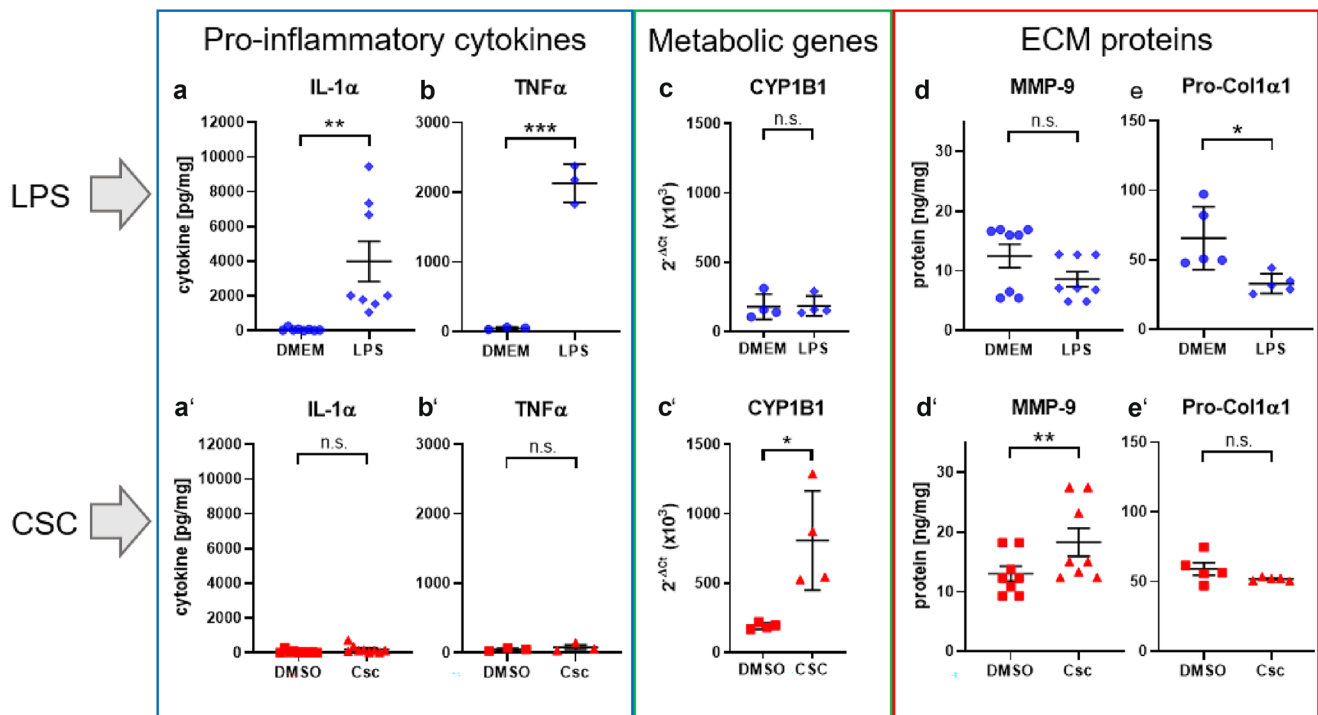 Pro-inflammatory cytokines
Metabolic genes
ECM proteins
LPS
a
IL-1α
cytokine [pg/mg]
12000
10000
8000
6000
4000
2000
0
**
DMEM
LPS
b
TNFα
3000
2000
1000
0
***
DMEM
LPS
c
CYP1B1
2^-ΔCt (x10^3)
1500
1000
500
0
n.s.
DMEM
LPS
d
MMP-9
protein [ng/mg]
30
20
10
0
n.s.
DMEM
LPS
e
Pro-Col1α1
150
100
50
0
*
DMEM
LPS
CSC
a‘
IL-1α
cytokine [pg/mg]
12000
10000
8000
6000
4000
2000
0
n.s.
DMSO
Csc
b‘
TNFα
3000
2000
1000
0
n.s.
DMSO
Csc
c‘
CYP1B1
2^-ΔCt (x10^3)
1500
1000
500
0
*
DMSO
CSC
d‘
MMP-9
protein [ng/mg]
30
20
10
0
**
DMSO
Csc
e‘
Pro-Col1α1
150
100
50
0
n.s.
DMSO
Csc